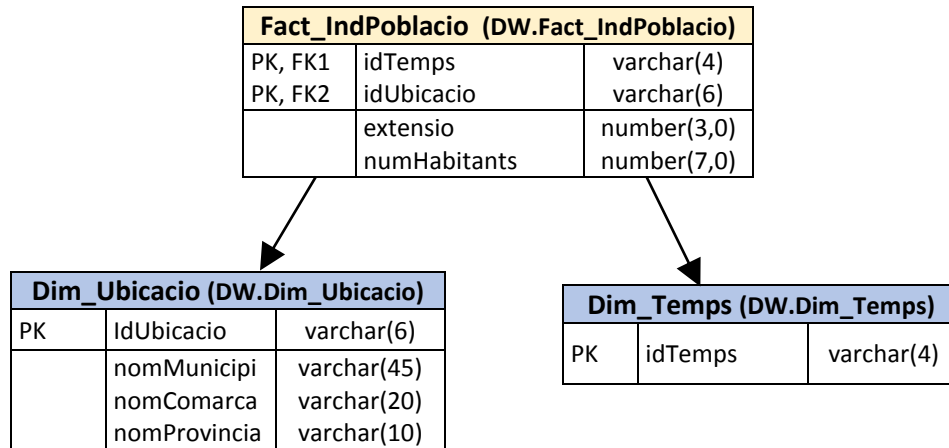 Fact_IndPoblacio (DW.Fact_IndPoblacio)
PK, FK1 idTemps varchar(4)
PK, FK2 idUbicacio varchar(6)
extensio number(3,0)
numHabitants number(7,0)
Dim_Ubicacio (DW.Dim_Ubicacio)
PK IdUbicacio varchar(6)
nomMunicipi varchar(45)
nomComarca varchar(20)
nomProvincia varchar(10)
Dim_Temps (DW.Dim_Temps)
PK idTemps varchar(4)